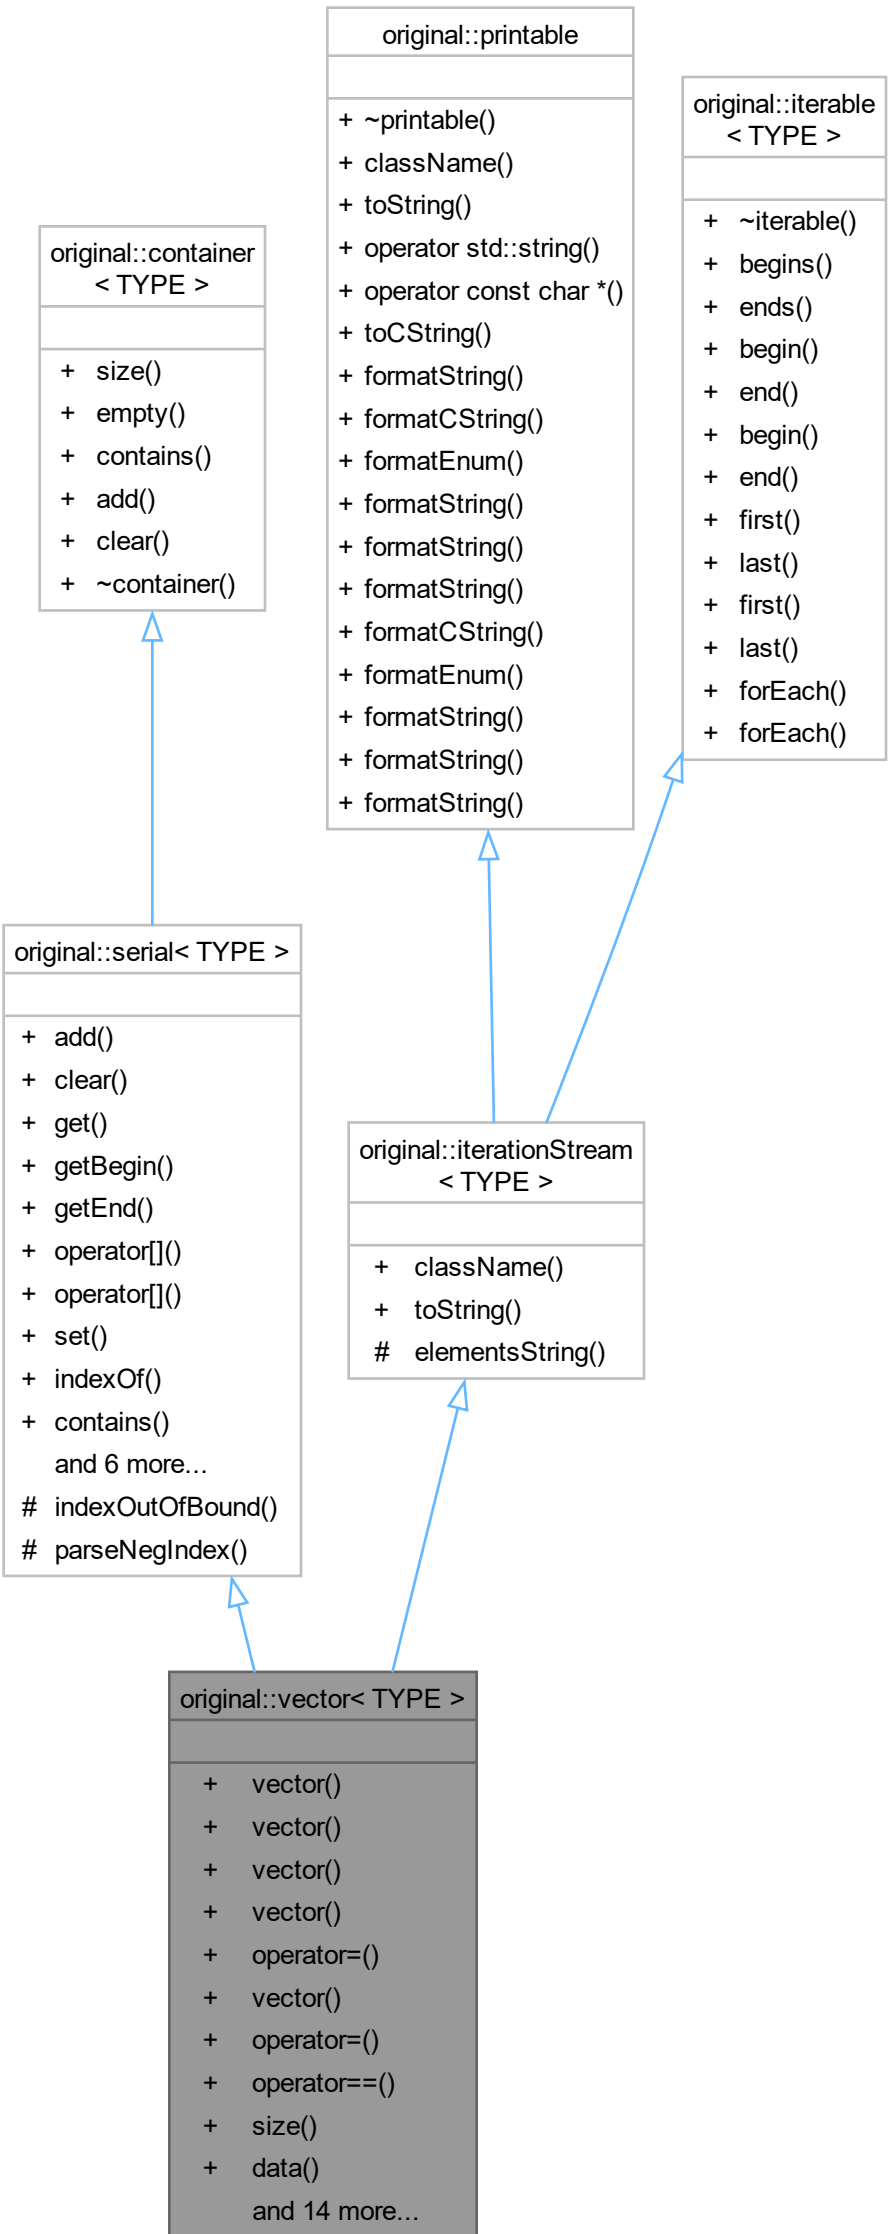 original::printable
+ ~printable()
+ className()
+ toString()
+ operator std::string()
+ operator const char *()
+ toCString()
+ formatString()
+ formatCString()
+ formatEnum()
+ formatString()
+ formatString()
+ formatString()
+ formatCString()
+ formatEnum()
+ formatString()
+ formatString()
+ formatString()
original::iterable
< TYPE >
+ ~iterable()
+ begins()
+ ends()
+ begin()
+ end()
+ begin()
+ end()
+ first()
+ last()
+ first()
+ last()
+ forEach()
+ forEach()
original::container
< TYPE >
+ size()
+ empty()
+ contains()
+ add()
+ clear()
+ ~container()
original::serial< TYPE >
+ add()
+ clear()
+ get()
+ getBegin()
+ getEnd()
+ operator[]()
+ operator[]()
+ set()
+ indexOf()
+ contains()
and 6 more...
# indexOutOfBound()
# parseNegIndex()
original::iterationStream
< TYPE >
+ className()
+ toString()
# elementsString()
original::vector< TYPE >
+ vector()
+ vector()
+ vector()
+ vector()
+ operator=()
+ vector()
+ operator=()
+ operator==()
+ size()
+ data()
and 14 more...